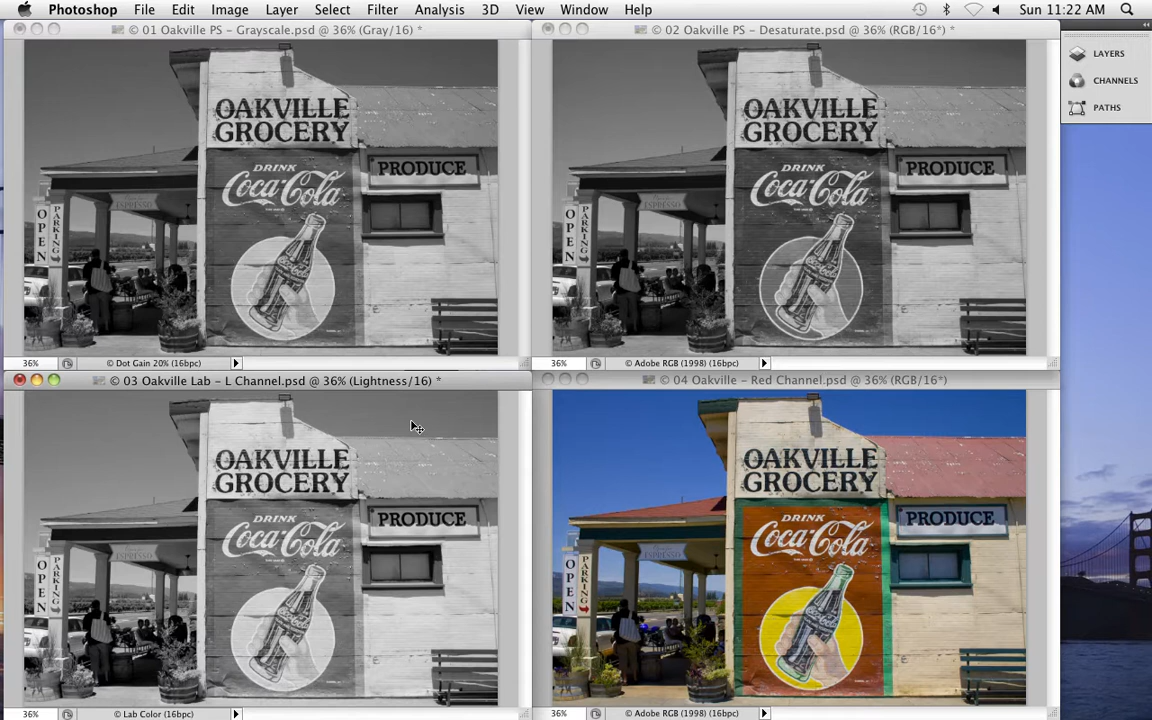 Photoshop File Edit Image Layer Select Filter Analysis 3D View Window Help Sun 11:22 AM
© 01 Oakville PS - Grayscale.psd @ 36% (Gray/16) *
© 02 Oakville PS - Desaturate.psd @ 36% (RGB/16*) *
LAYERS
CHANNELS
PATHS
OAKVILLE
GROCERY
DRINK
Coca-Cola
PRODUCE
ESPRESSO
OPEN
PARKING
OAKVILLE
GROCERY
DRINK
Coca-Cola
PRODUCE
ESPRESSO
OPEN
PARKING
36% © Dot Gain 20% (16bpc)
36% © Adobe RGB (1998) (16bpc)
© 03 Oakville Lab - L Channel.psd @ 36% (Lightness/16) *
© 04 Oakville - Red Channel.psd @ 36% (RGB/16*)
OAKVILLE
GROCERY
DRINK
Coca-Cola
PRODUCE
ESPRESSO
OPEN
PARKING
OAKVILLE
GROCERY
DRINK
Coca-Cola
PRODUCE
ESPRESSO
OPEN
PARKING
36% © Lab Color (16bpc)
36% © Adobe RGB (1998) (16bpc)